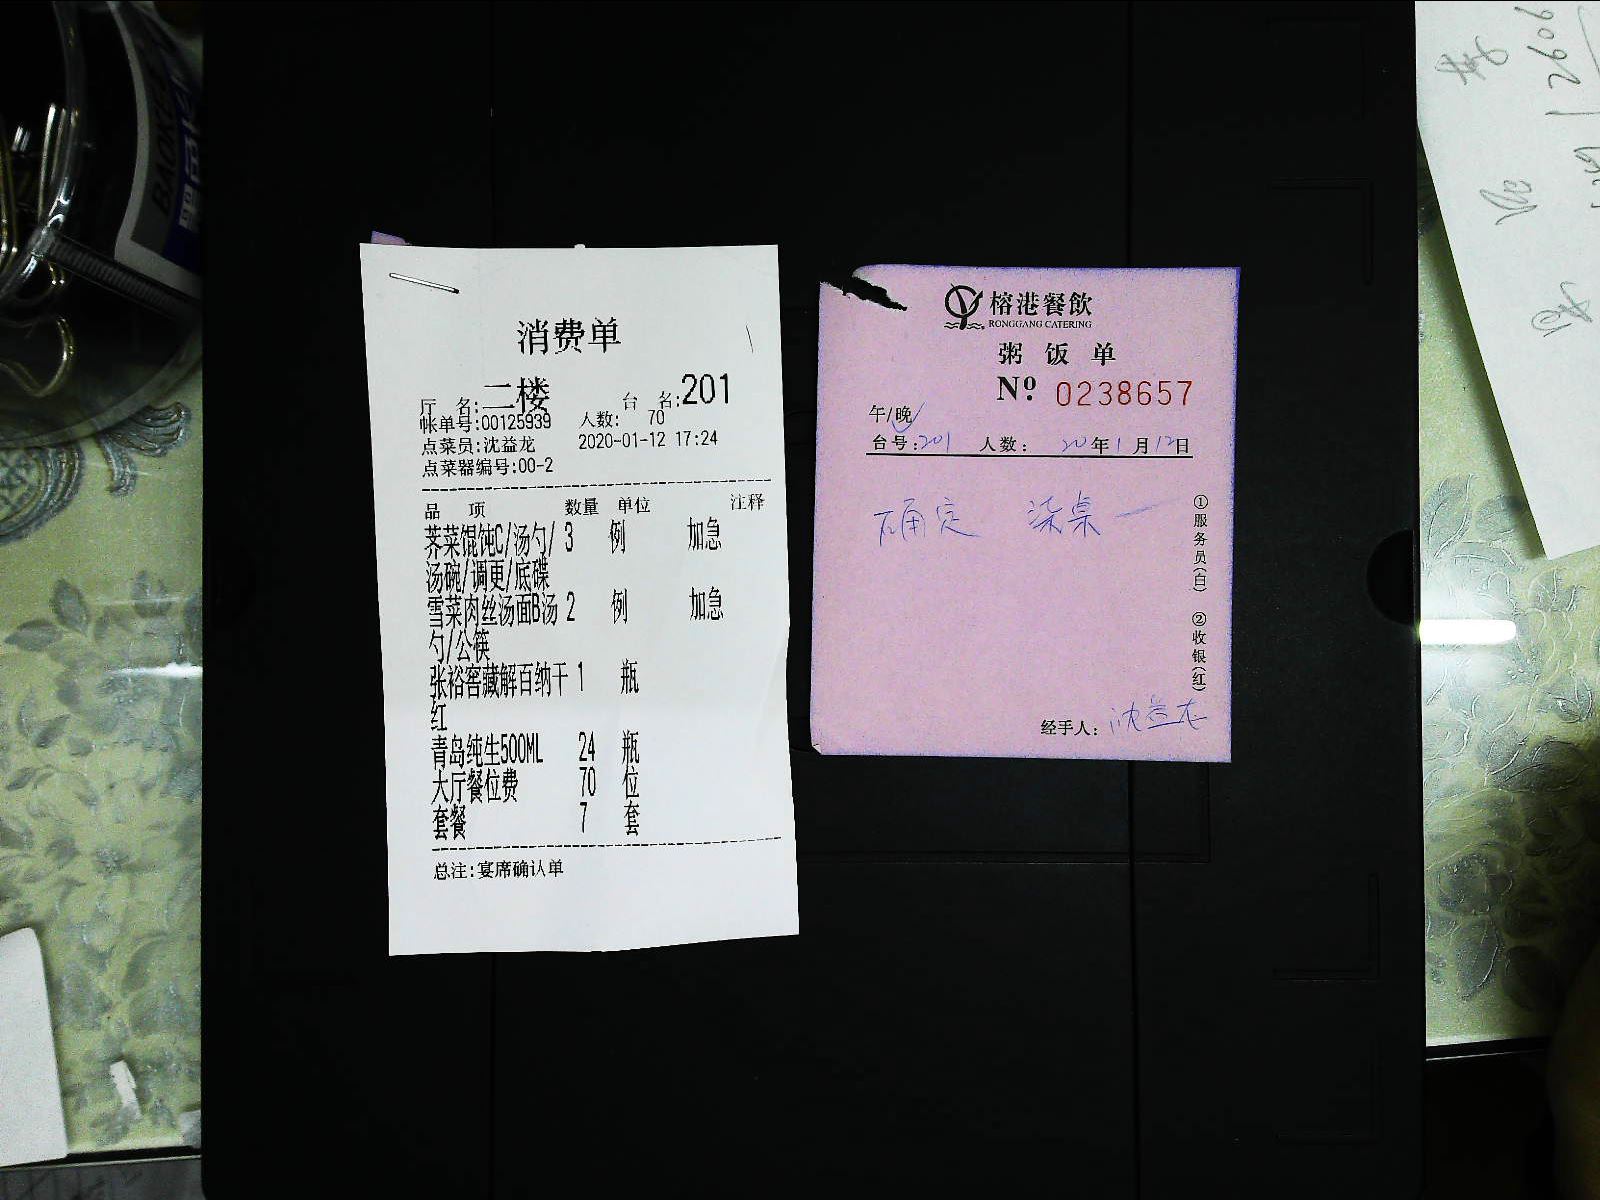 消费单
厅 名:二楼 台 名:201
帐单号:00125939 人数: 70
点菜员:沈益龙 2020-01-12 17:24
点菜器编号:00-2
品 项 数量 单位 注释
荠菜馄饨C/汤勺/ 3 例 加急
汤碗/调更/底碟
雪菜肉丝汤面B汤 2 例 加急
勺/公筷
张裕窖藏解百纳干 1 瓶
红
青岛纯生500ML 24 瓶
大厅餐位费 70 位
套餐 7 套
总注:宴席确认单
榕港餐飲
RONGGANG CATERING
粥 饭 单
Nº: 0238657
午/晚
台号:201 人数: 20年1月12日
确定
①服务员(白) ②收银(红)
经手人: 沈益龙
BAOKE